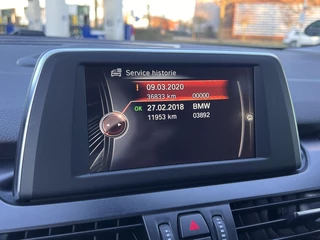 Service historie
! 09.03.2020
36833 km 00000
OK 27.02.2018 BMW
11953 km 03892